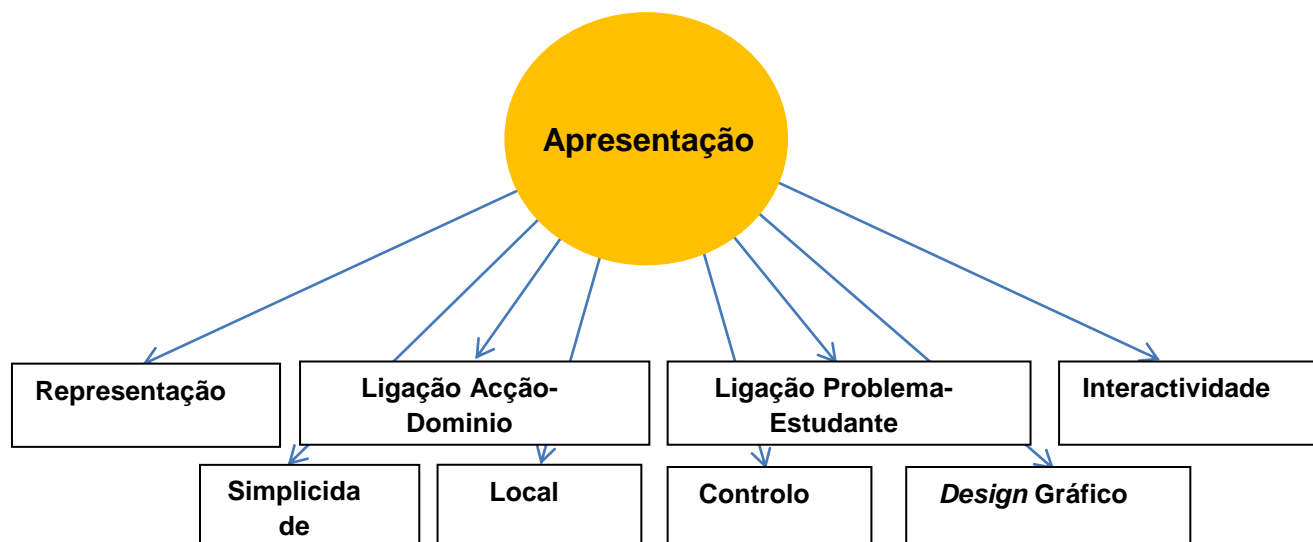 Apresentação
Representação
Ligação Acção-
Dominio
Ligação Problema-
Estudante
Interactividade
Simplicida
de
Local
Controlo
Design Gráfico